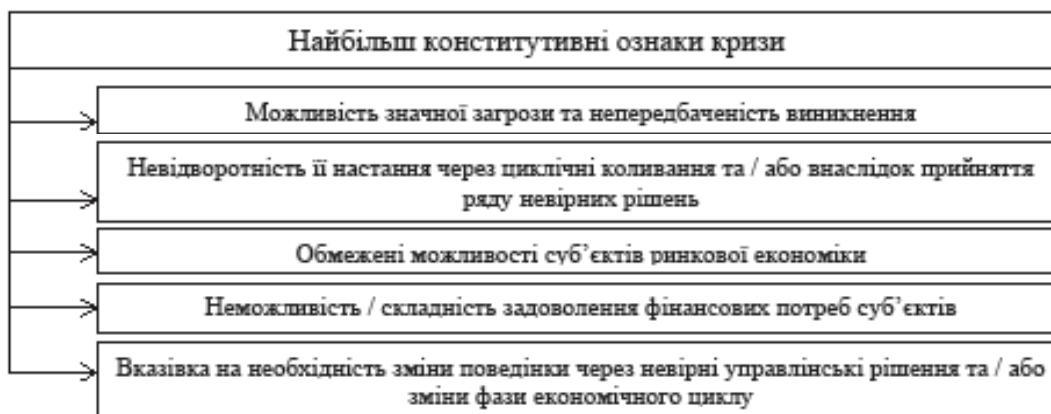 Найбільш конститутивні ознаки кризи
Можливість значної загрози та непередбаченість виникнення
Невідворотність її настання через циклічні коливання та / або внаслідок прийняття
ряду невірних рішень
Обмежені можливості суб’єктів ринкової економіки
Неможливість / складність задоволення фінансових потреб суб’єктів
Вказівка на необхідність зміни поведінки через невірні управлінські рішення та / або
зміни фази економічного циклу